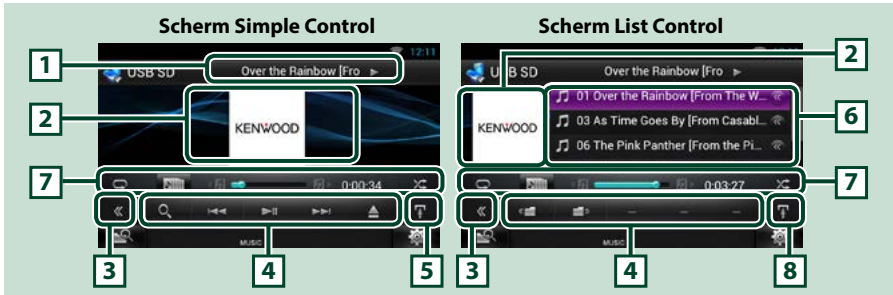 Scherm Simple Control
Scherm List Control
12:11
1
USB SD
Over the Rainbow [Fro
2
KENWOOD
7
0:00:34
MUSIC
3
4
5
2
USB SD
Over the Rainbow [Fro
KENWOOD
01 Over the Rainbow [From The W...
03 As Time Goes By [From Casabl...
06 The Pink Panther [From the Pi...
6
0:03:27
7
MUSIC
3
4
8